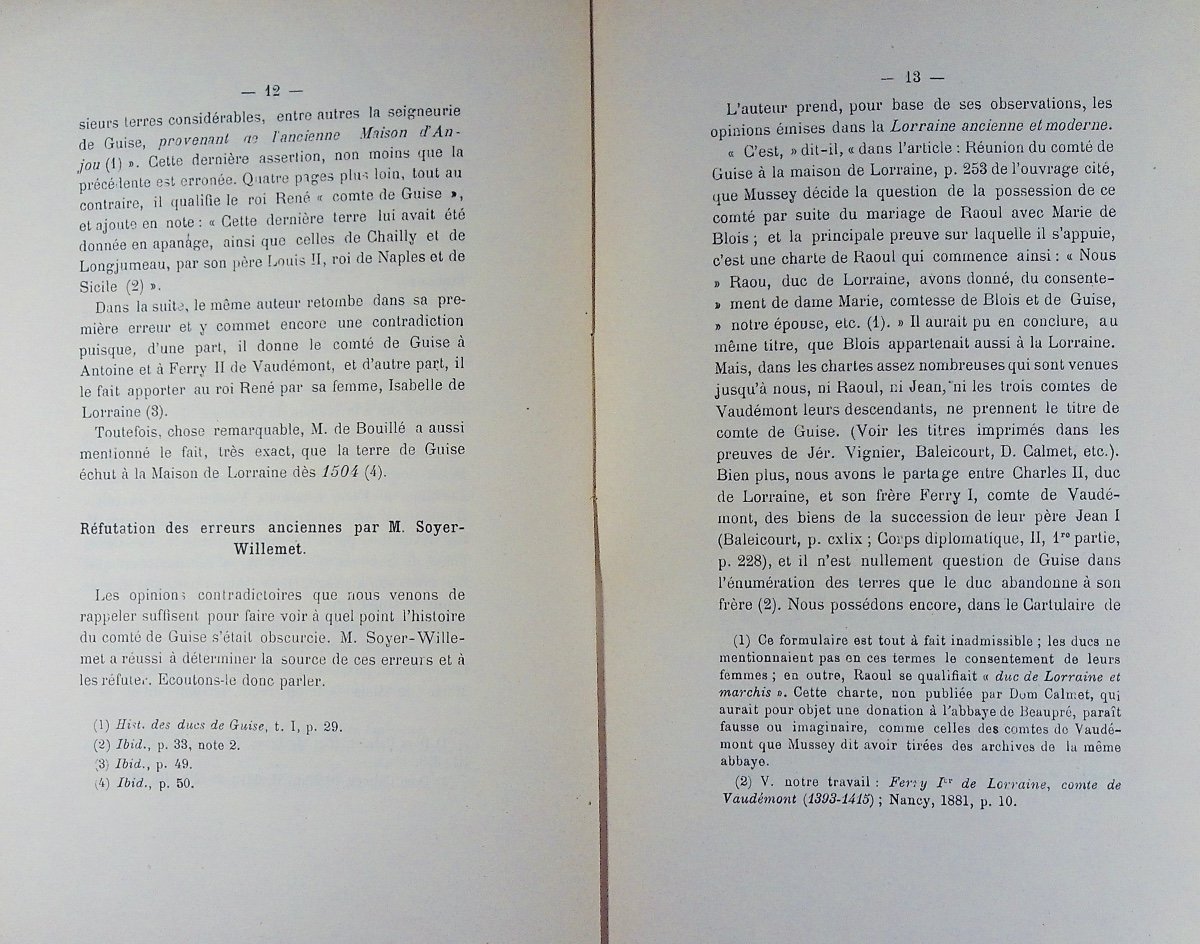 — 12 —
sieurs terres considérables, entre autres la seigneurie
de Guise, provenant de l'ancienne Maison d'An-
jou (1) ». Cette dernière assertion, non moins que la
précédente est erronée. Quatre pages plus loin, tout au
contraire, il qualifie le roi René « comte de Guise »,
et ajoute en note : « Cette dernière terre lui avait été
donnée en apanage, ainsi que celles de Chailly et de
Longjumeau, par son père Louis II, roi de Naples et de
Sicile (2) ».
Dans la suite, le même auteur retombe dans sa pre-
mière erreur et y commet encore une contradiction
puisque, d'une part, il donne le comté de Guise à
Antoine et à Ferry II de Vaudémont, et d'autre part, il
le fait apporter au roi René par sa femme, Isabelle de
Lorraine (3).
Toutefois, chose remarquable, M. de Bouillé a aussi
mentionné le fait, très exact, que la terre de Guise
échut à la Maison de Lorraine dès 1504 (4).
Réfutation des erreurs anciennes par M. Soyer-
Willemet.
Les opinions contradictoires que nous venons de
rappeler suffisent pour faire voir à quel point l'histoire
du comté de Guise s'était obscurcie. M. Soyer-Wille-
met a réussi à déterminer la source de ces erreurs et à
les réfuter. Ecoutons-le donc parler.
(1) Hist. des ducs de Guise, t. I, p. 29.
(2) Ibid., p. 33, note 2.
(3) Ibid., p. 49.
(4) Ibid., p. 50.
— 13 —
L'auteur prend, pour base de ses observations, les
opinions émises dans la Lorraine ancienne et moderne.
« C'est, » dit-il, « dans l'article : Réunion du comté de
Guise à la maison de Lorraine, p. 253 de l'ouvrage cité,
que Mussey décide la question de la possession de ce
comté par suite du mariage de Raoul avec Marie de
Blois ; et la principale preuve sur laquelle il s'appuie,
c'est une charte de Raoul qui commence ainsi : « Nous
» Raou, duc de Lorraine, avons donné, du consente-
» ment de dame Marie, comtesse de Blois et de Guise,
» notre épouse, etc. (1). » Il aurait pu en conclure, au
même titre, que Blois appartenait aussi à la Lorraine.
Mais, dans les chartes assez nombreuses qui sont venues
jusqu'à nous, ni Raoul, ni Jean, ni les trois comtes de
Vaudémont leurs descendants, ne prennent le titre de
comte de Guise. (Voir les titres imprimés dans les
preuves de Jér. Vignier, Baleicourt, D. Calmet, etc.).
Bien plus, nous avons le partage entre Charles II, duc
de Lorraine, et son frère Ferry I, comte de Vaudé-
mont, des biens de la succession de leur père Jean I
(Baleicourt, p. cxlix ; Corps diplomatique, II, 1re partie,
p. 228), et il n'est nullement question de Guise dans
l'énumération des terres que le duc abandonne à son
frère (2). Nous possédons encore, dans le Cartulaire de
(1) Ce formulaire est tout à fait inadmissible ; les ducs ne
mentionnaient pas en ces termes le consentement de leurs
femmes ; en outre, Raoul se qualifiait « duc de Lorraine et
marchis ». Cette charte, non publiée par Dom Calmet, qui
aurait pour objet une donation à l'abbaye de Beaupré, paraît
fausse ou imaginaire, comme celles des comtes de Vaudé-
mont que Mussey dit avoir tirées des archives de la même
abbaye.
(2) V. notre travail : Ferry Ier de Lorraine, comte de
Vaudémont (1393-1415) ; Nancy, 1881, p. 10.